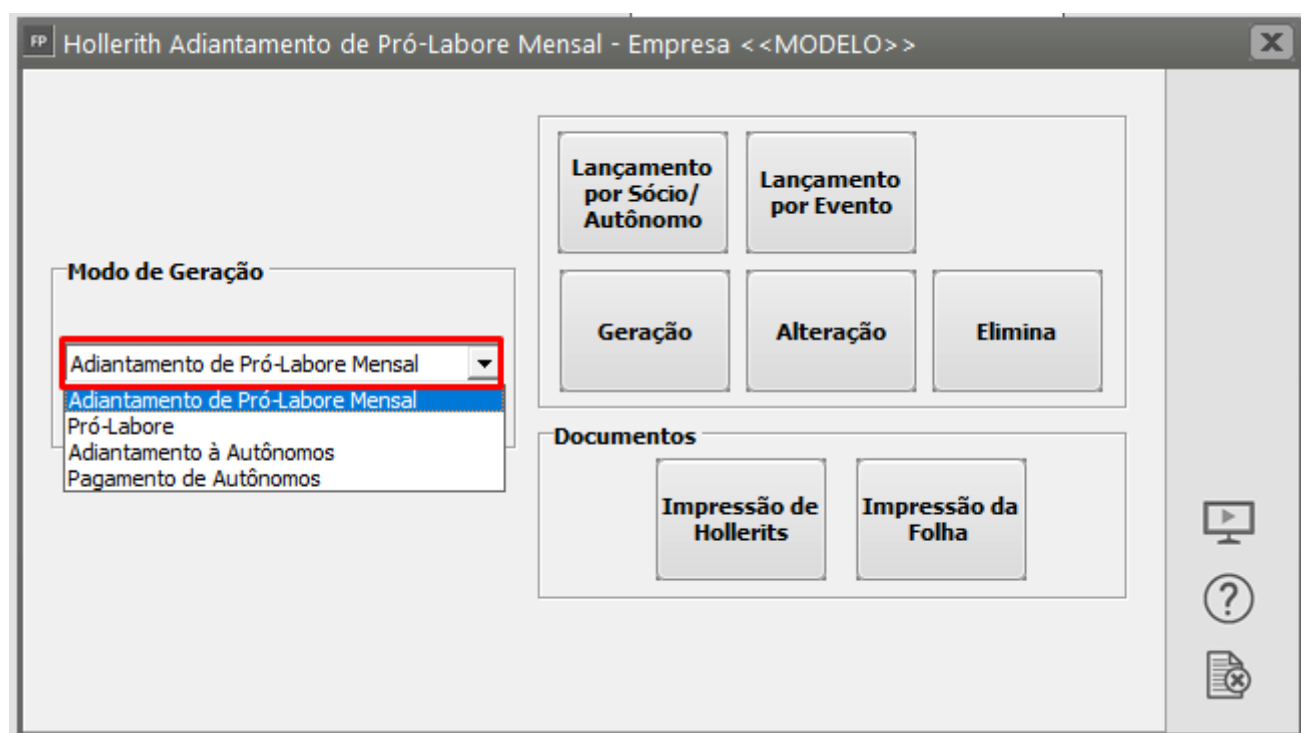 FP Hollerith Adiantamento de Pró-Labore Mensal - Empresa <<MODELO>>
Modo de Geração
Adiantamento de Pró-Labore Mensal
Adiantamento de Pró-Labore Mensal
Pró-Labore
Adiantamento à Autônomos
Pagamento de Autônomos
Lançamento
por Sócio/
Autônomo
Lançamento
por Evento
Geração
Alteração
Elimina
Documentos
Impressão de
Hollerits
Impressão da
Folha